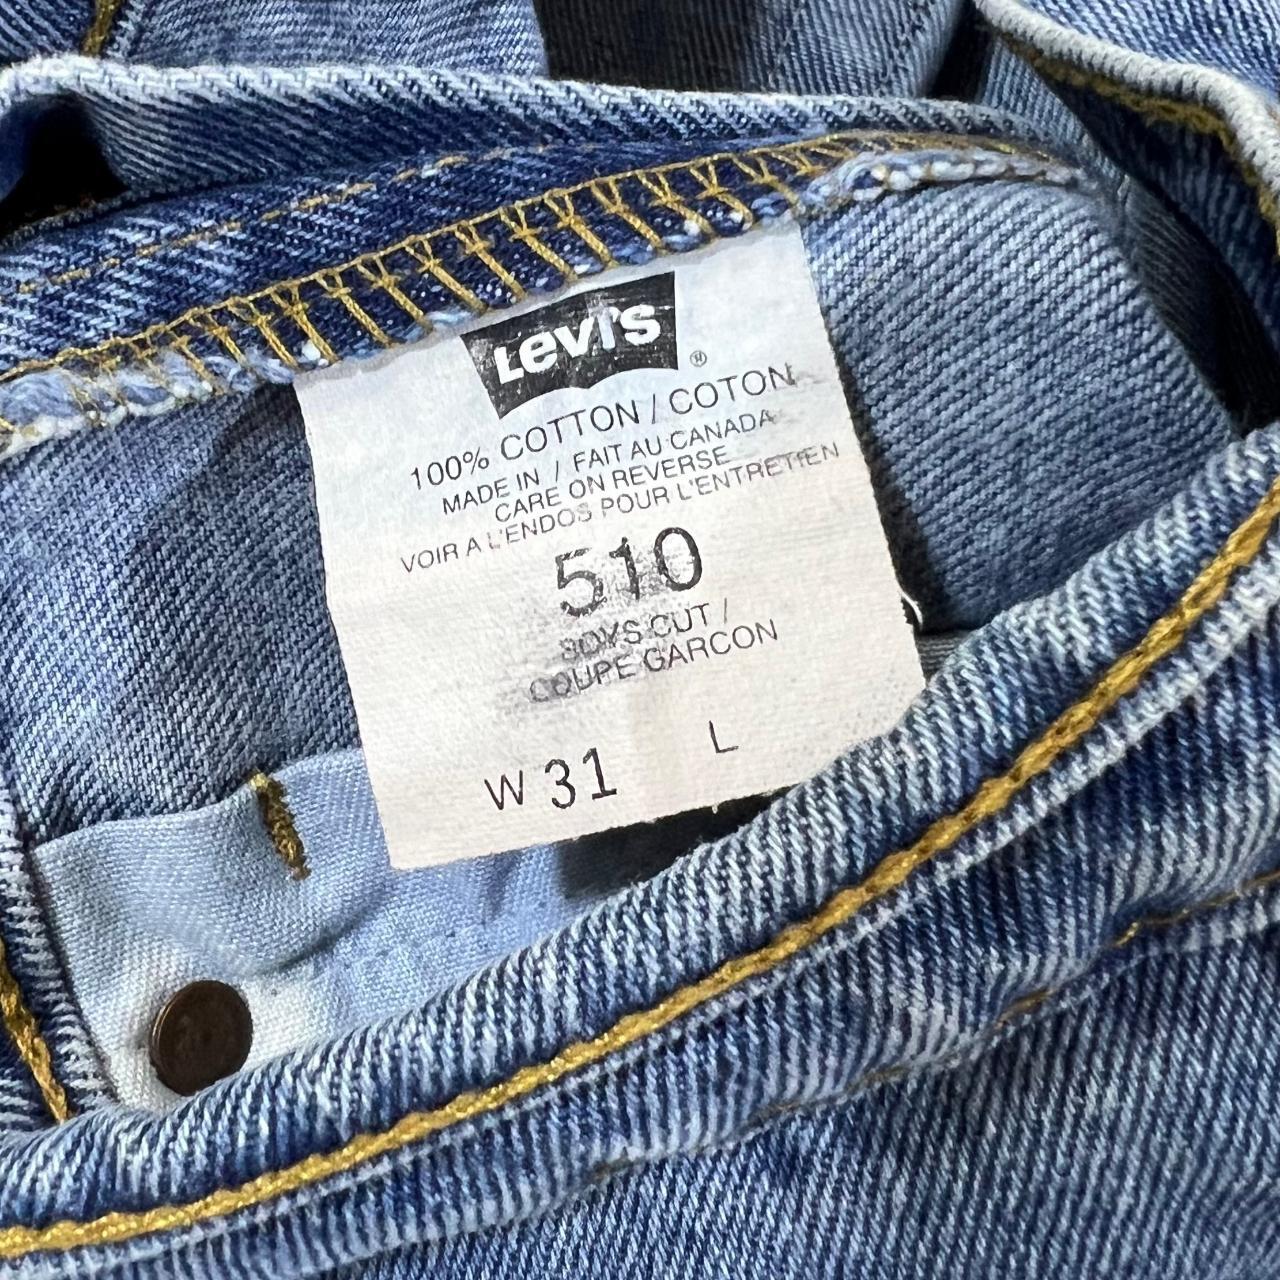 Levi's ®
100% COTTON / COTON
MADE IN / FAIT AU CANADA
CARE ON REVERSE
VOIR A L'ENDOS POUR L'ENTRETIEN
510
BOYS CUT /
COUPE GARCON
W 31 L